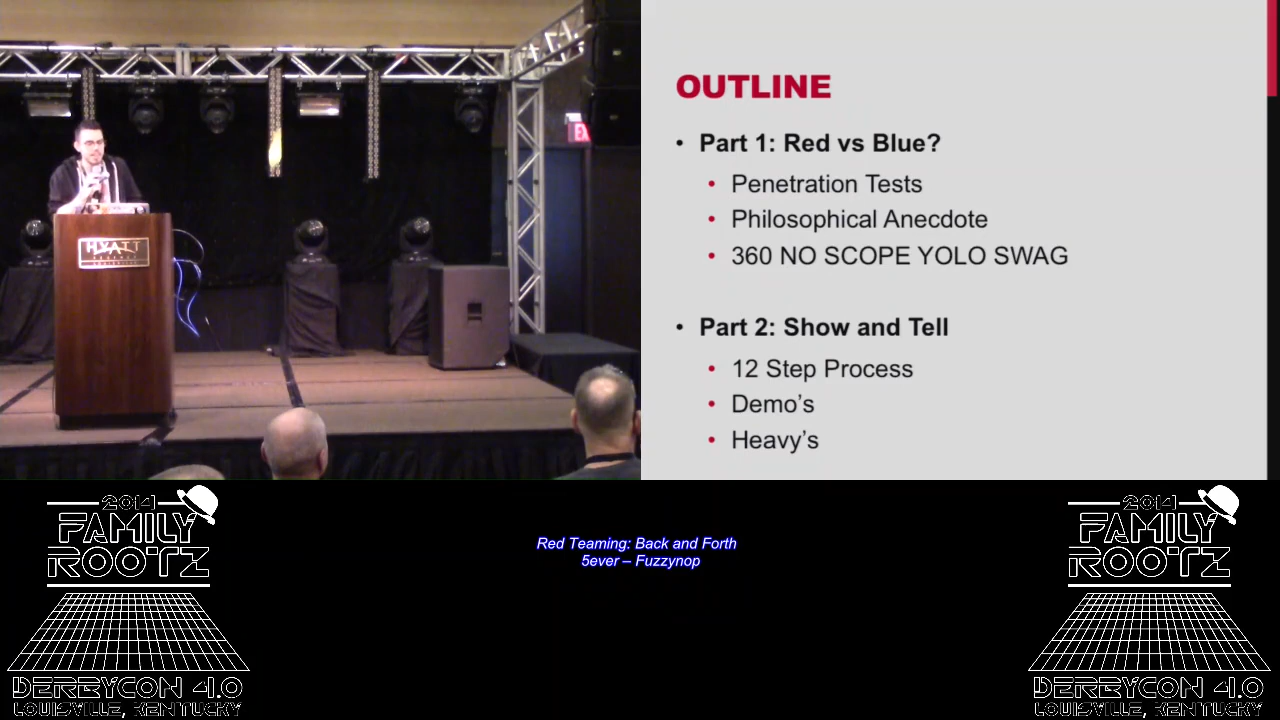 HYATT
OUTLINE
• Part 1: Red vs Blue?
• Penetration Tests
• Philosophical Anecdote
• 360 NO SCOPE YOLO SWAG
• Part 2: Show and Tell
• 12 Step Process
• Demo's
• Heavy's
2014
FAMILY
ROOTZ
DERBYCON 4.0
LOUISVILLE, KENTUCKY
Red Teaming: Back and Forth
5ever – Fuzzynop
2014
FAMILY
ROOTZ
DERBYCON 4.0
LOUISVILLE, KENTUCKY